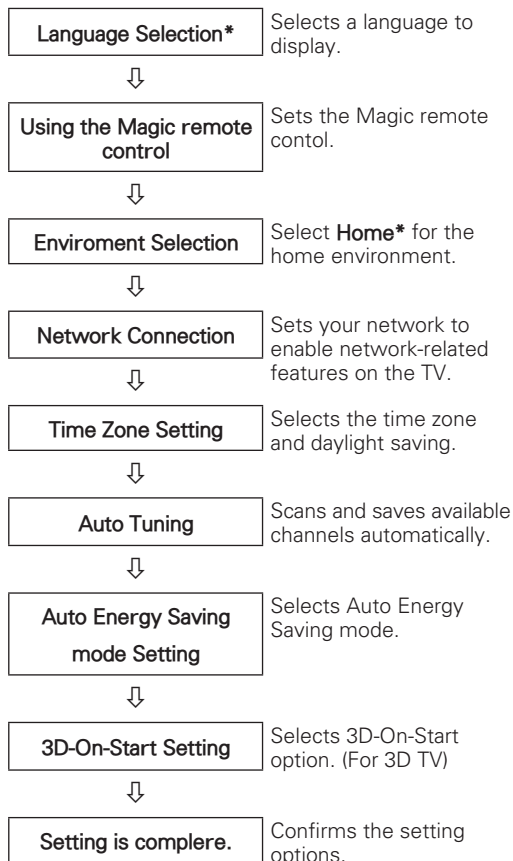 Language Selection*
Selects a language to
display.
⇩
Using the Magic remote
control
Sets the Magic remote
contol.
⇩
Enviroment Selection
Select Home* for the
home environment.
⇩
Network Connection
Sets your network to
enable network-related
features on the TV.
⇩
Time Zone Setting
Selects the time zone
and daylight saving.
⇩
Auto Tuning
Scans and saves available
channels automatically.
⇩
Auto Energy Saving
mode Setting
Selects Auto Energy
Saving mode.
⇩
3D-On-Start Setting
Selects 3D-On-Start
option. (For 3D TV)
⇩
Setting is complere.
Confirms the setting
options.